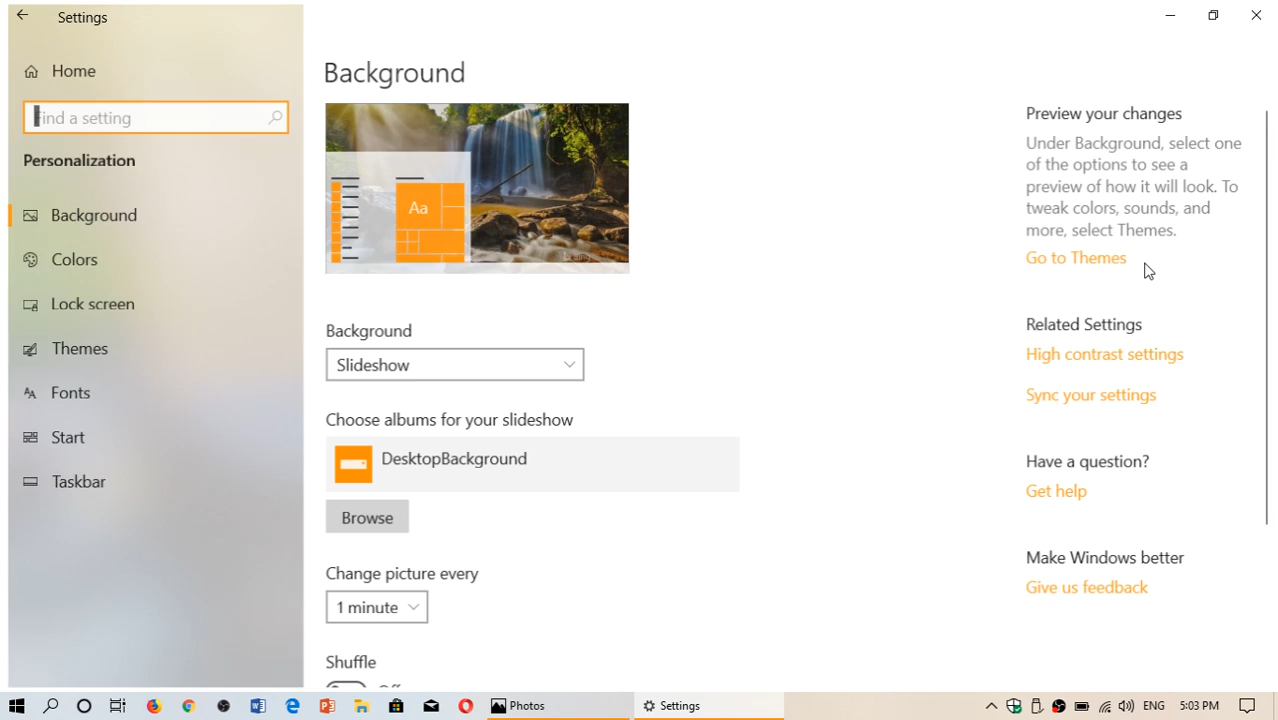 Settings
Home
Find a setting
Personalization
Background
Colors
Lock screen
Themes
Fonts
Start
Taskbar
Background
Aa
Background
Slideshow
Choose albums for your slideshow
DesktopBackground
Browse
Change picture every
1 minute
Shuffle
Off
Preview your changes
Under Background, select one
of the options to see a
preview of how it will look. To
tweak colors, sounds, and
more, select Themes.
Go to Themes
Related Settings
High contrast settings
Sync your settings
Have a question?
Get help
Make Windows better
Give us feedback
Photos
Settings
ENG
5:03 PM